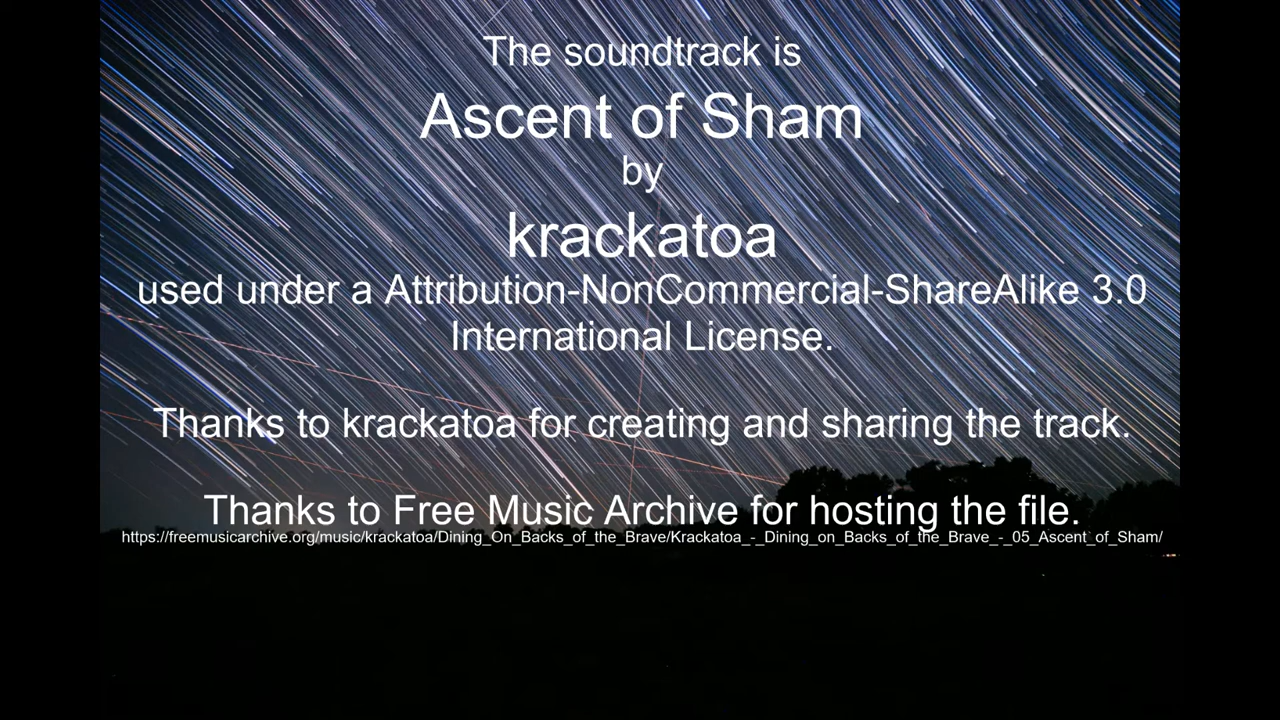 The soundtrack is
Ascent of Sham
by
krackatoa
used under a Attribution-NonCommercial-ShareAlike 3.0
International License.
Thanks to krackatoa for creating and sharing the track.
Thanks to Free Music Archive for hosting the file.
https://freemusicarchive.org/music/krackatoa/Dining_On_Backs_of_the_Brave/Krackatoa_-_Dining_on_Backs_of_the_Brave_-_05_Ascent_of_Sham/